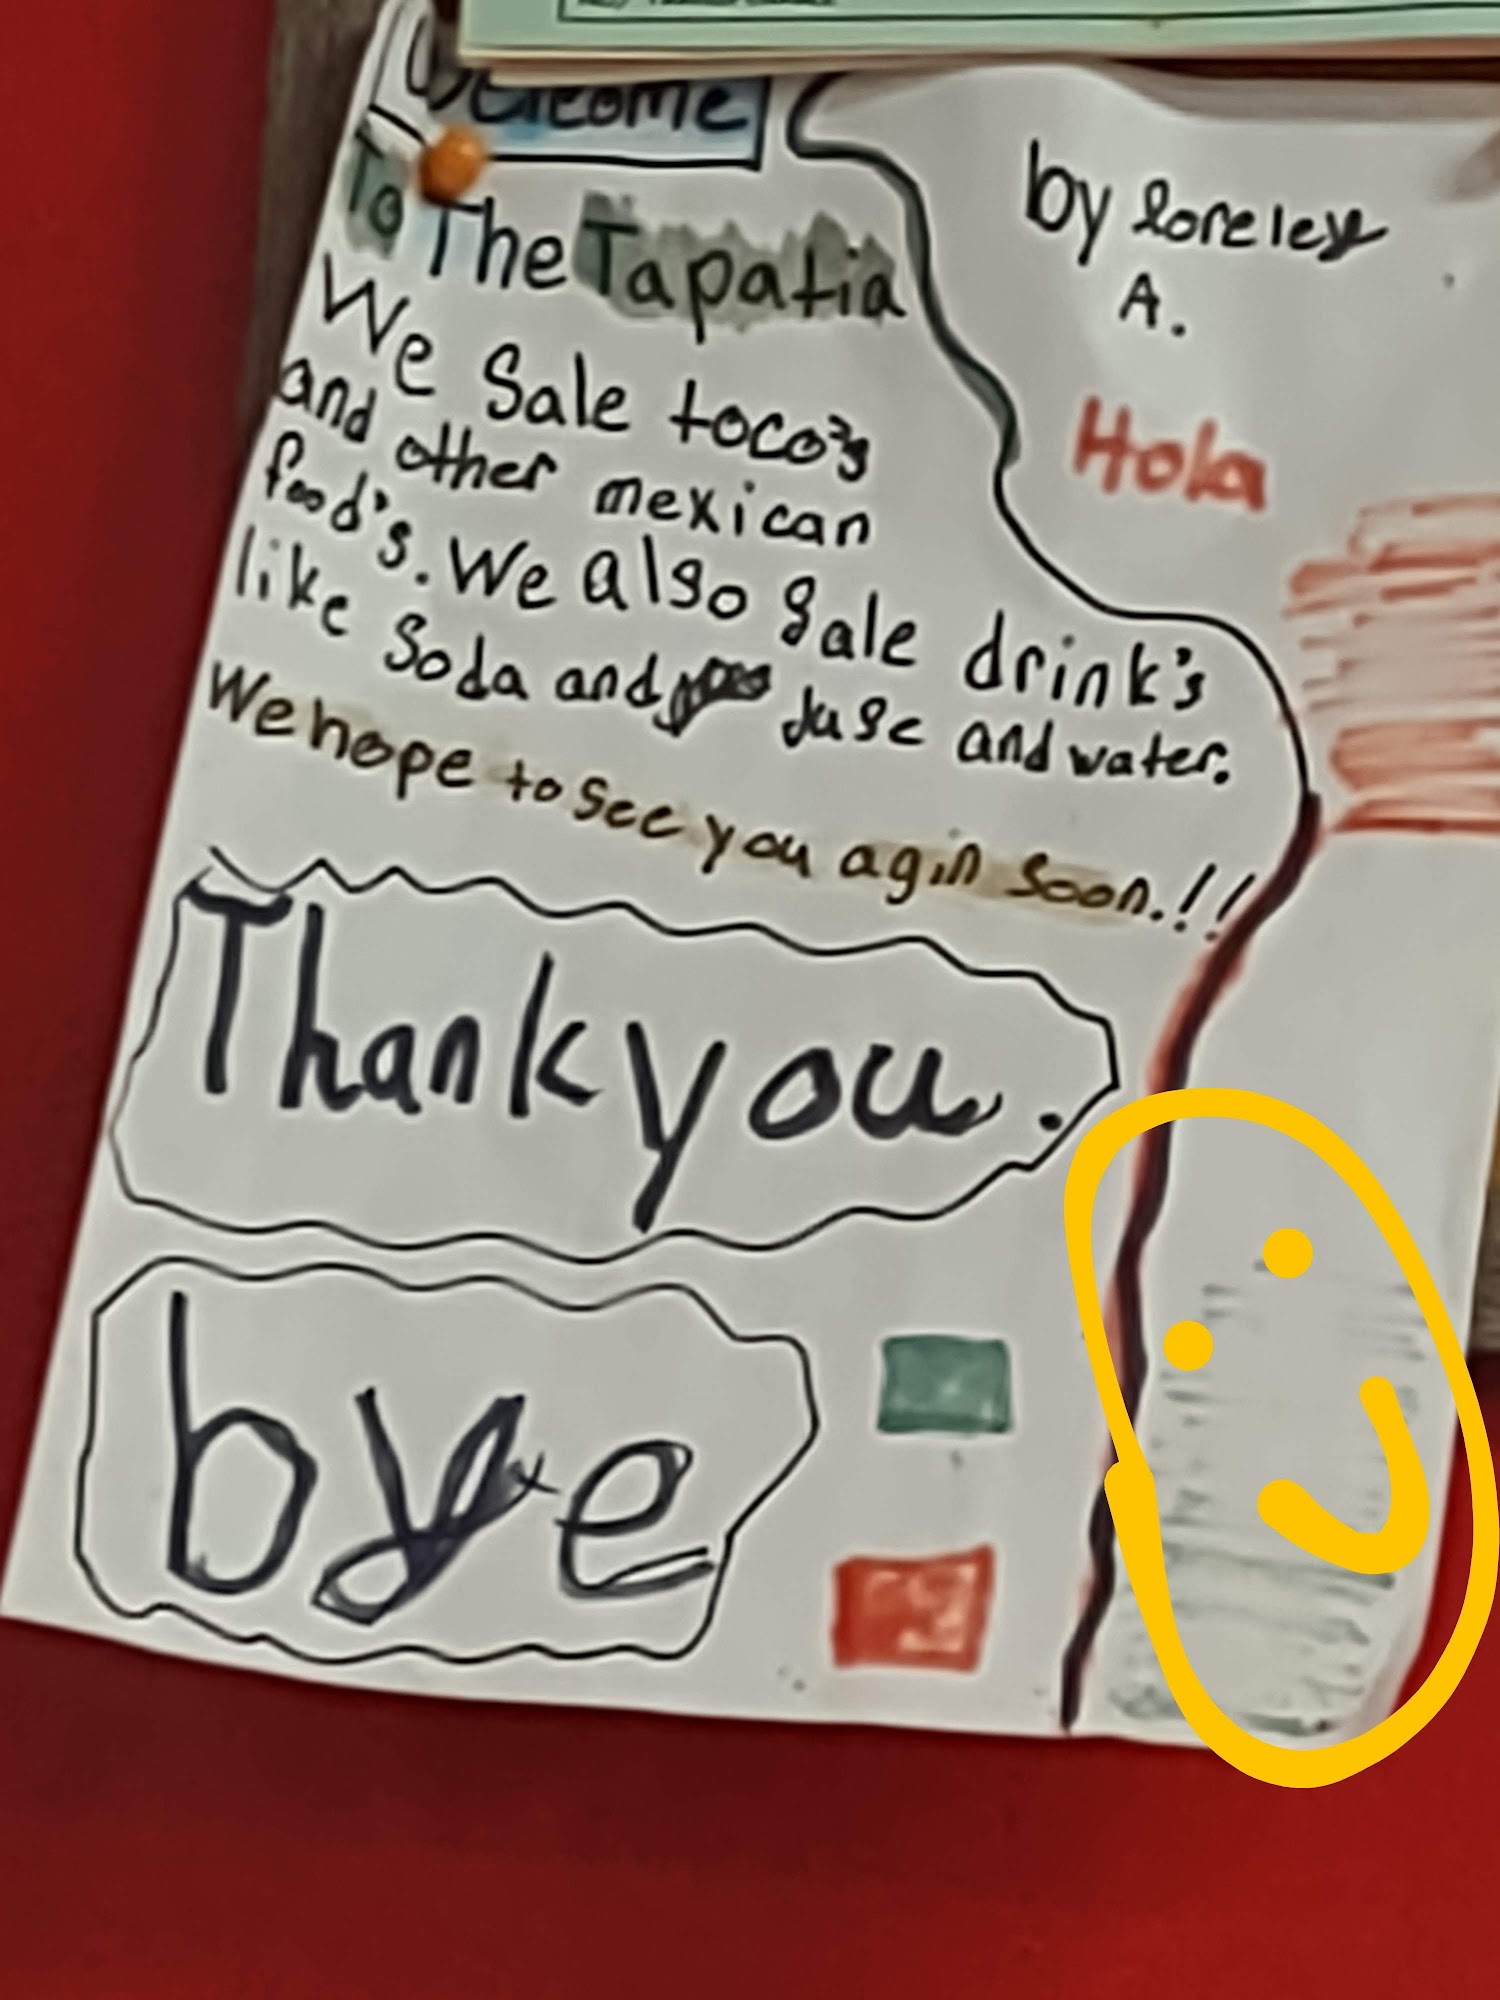 Welcome
To The Tapatia
We Sale toco's
and other mexican
food's. We also Sale drink's
like Soda and Juse and water.
We hope to see you agin soon.!!
Thank you.
bye
by loreley
A.
Hola